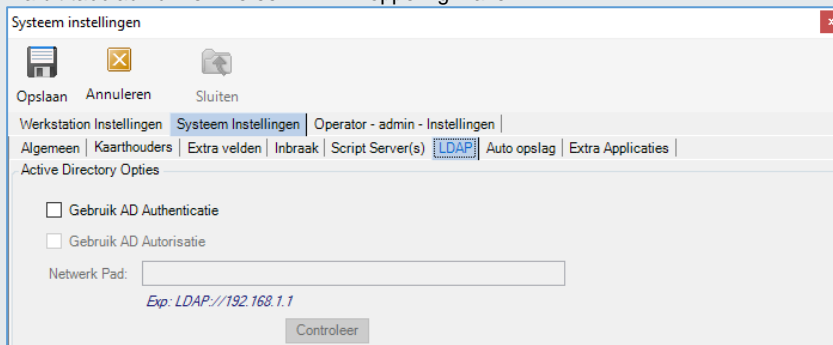 Systeem instellingen
x
Opslaan Annuleren Sluiten
Werkstation Instellingen Systeem Instellingen Operator - admin - Instellingen
Algemeen Kaarthouders Extra velden Inbraak Script Server(s) LDAP Auto opslag Extra Applicaties
Active Directory Opties
Gebruik AD Authenticatie
Gebruik AD Autorisatie
Netwerk Pad:
Exp: LDAP://192.168.1.1
Controleer